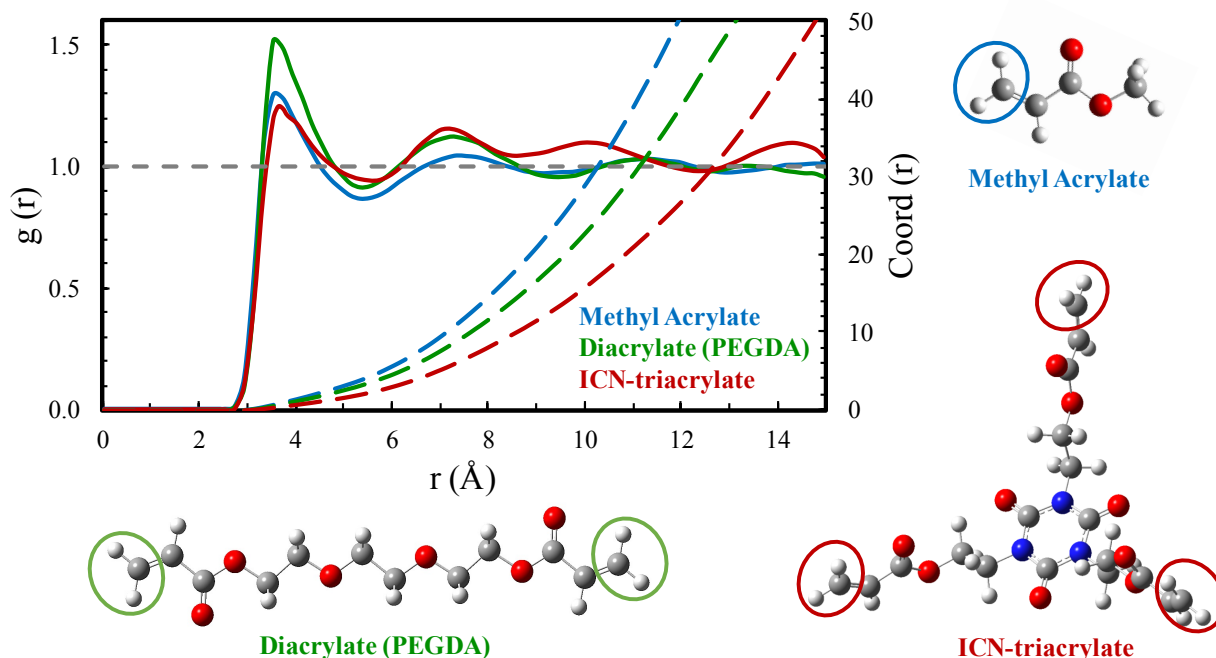 1.5
1.0
0.5
0.0
g (r)
50
40
30
20
10
0
Coord (r)
0 2 4 6 8 10 12 14
r (Å)
Methyl Acrylate
Diacrylate (PEGDA)
ICN-triacrylate
Methyl Acrylate
Diacrylate (PEGDA)
ICN-triacrylate